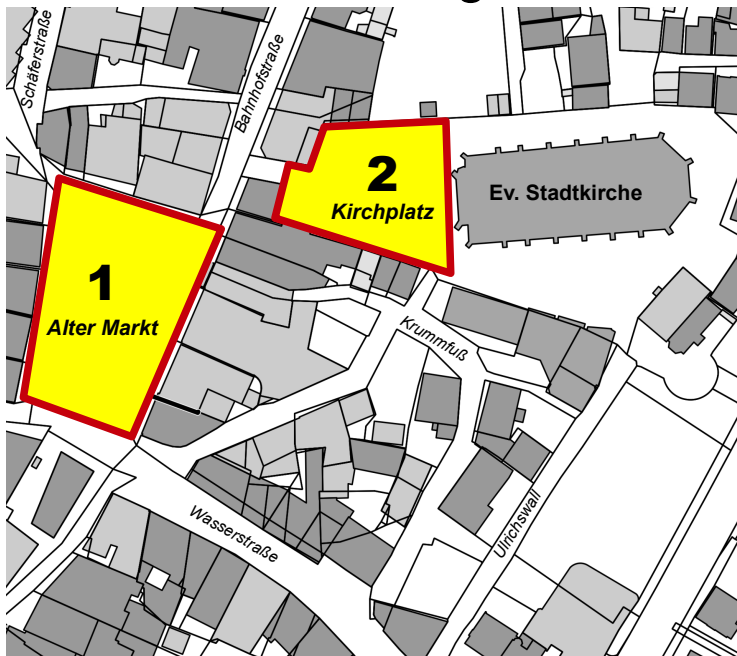 Schäferstraße
Bahnhofstraße
2
Kirchplatz
Ev. Stadtkirche
1
Alter Markt
Krummfuß
Wasserstraße
Ulrichswall